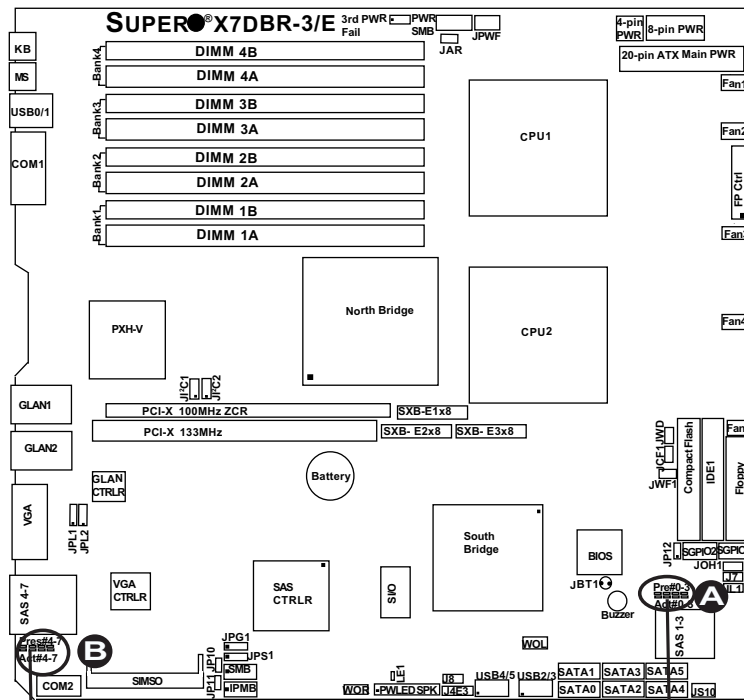 SUPER®X7DBR-3/E
3rd PWR Fail
PWR SMB
JAR
JPWF
4-pin PWR
8-pin PWR
20-pin ATX Main PWR
KB
MS
USB0/1
COM1
Bank4
DIMM 4B
DIMM 4A
Bank3
DIMM 3B
DIMM 3A
Bank2
DIMM 2B
DIMM 2A
Bank1
DIMM 1B
DIMM 1A
CPU1
Fan1
Fan2
FP Ctrl
Fan3
North Bridge
CPU2
Fan4
PXH-V
JI²C1
JI²C2
GLAN1
PCI-X 100MHz ZCR
SXB-E1x8
GLAN2
PCI-X 133MHz
SXB- E2x8
SXB- E3x8
JWD
JCF1
JWF1
Compact Flash
IDE1
Fan
Floppy
Battery
GLAN CTRLR
VGA
JPL1
JPL2
South Bridge
BIOS
JP12
SGPIO2
SGPIO
JOH1
J7
JL1
JBT1
Buzzer
VGA CTRLR
SAS CTRLR
SI/O
SAS 4-7
Pres#4-7
Act#4-7
B
Pre#0-3
Act#0-3
A
SAS 1-3
COM2
SIMSO
JP10
JP11
JPG1
JPS1
SMB
IPMB
WOL
LE1
WOR
PWLED SPK
J8
J4E3
USB4/5
USB2/3
SATA1
SATA3
SATA5
SATA0
SATA2
SATA4
JS10